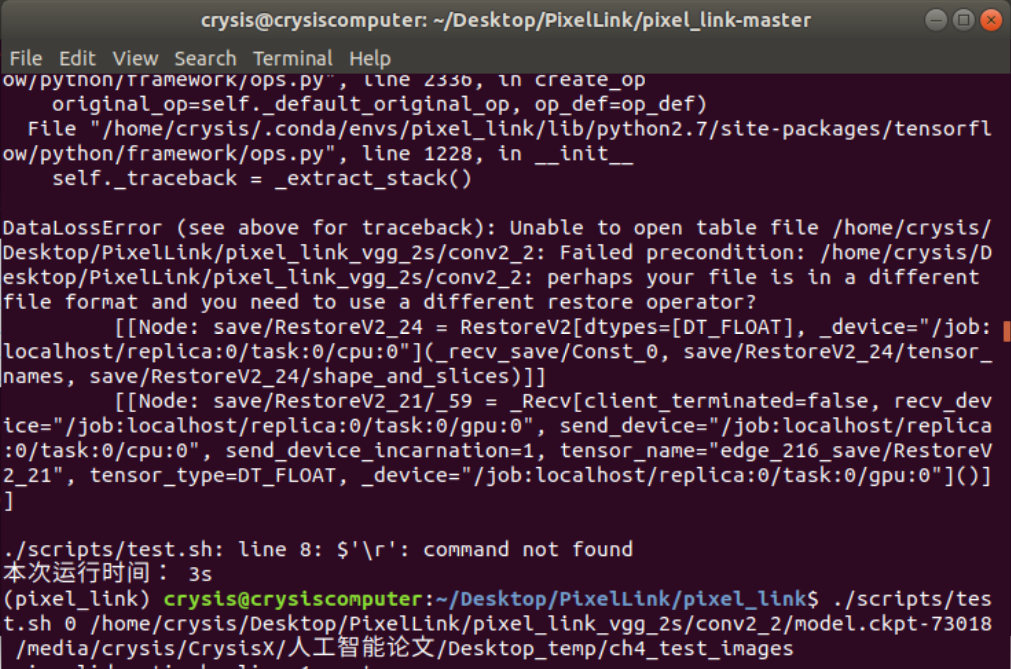 crysis@crysiscomputer: ~/Desktop/PixelLink/pixel_link-master
File Edit View Search Terminal Help
ow/python/framework/ops.py", line 2336, in create_op
    original_op=self._default_original_op, op_def=op_def)
  File "/home/crysis/.conda/envs/pixel_link/lib/python2.7/site-packages/tensorfl
ow/python/framework/ops.py", line 1228, in __init__
    self._traceback = _extract_stack()
DataLossError (see above for traceback): Unable to open table file /home/crysis/
Desktop/PixelLink/pixel_link_vgg_2s/conv2_2: Failed precondition: /home/crysis/D
esktop/PixelLink/pixel_link_vgg_2s/conv2_2: perhaps your file is in a different
file format and you need to use a different restore operator?
         [[Node: save/RestoreV2_24 = RestoreV2[dtypes=[DT_FLOAT], _device="/job:
localhost/replica:0/task:0/cpu:0"](_recv_save/Const_0, save/RestoreV2_24/tensor_
names, save/RestoreV2_24/shape_and_slices)]]
         [[Node: save/RestoreV2_21/_59 = _Recv[client_terminated=false, recv_dev
ice="/job:localhost/replica:0/task:0/gpu:0", send_device="/job:localhost/replica
:0/task:0/cpu:0", send_device_incarnation=1, tensor_name="edge_216_save/RestoreV
2_21", tensor_type=DT_FLOAT, _device="/job:localhost/replica:0/task:0/gpu:0"]()]
]
./scripts/test.sh: line 8: $'\r': command not found
本次运行时间： 3s
(pixel_link) crysis@crysiscomputer:~/Desktop/PixelLink/pixel_link$ ./scripts/tes
t.sh 0 /home/crysis/Desktop/PixelLink/pixel_link_vgg_2s/conv2_2/model.ckpt-73018
 /media/crysis/CrysisX/人工智能论文/Desktop_temp/ch4_test_images